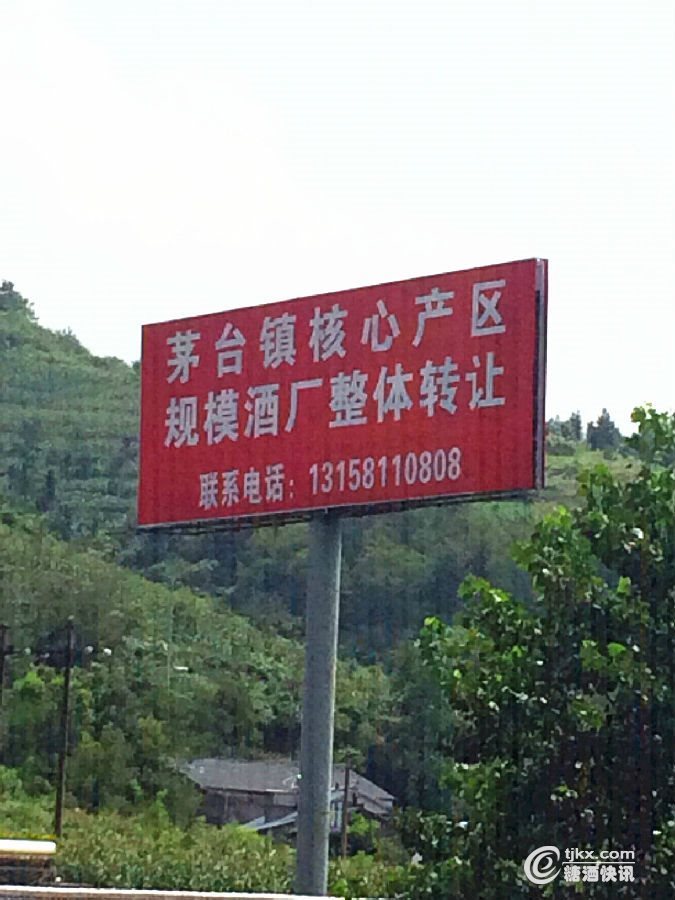 茅台镇核心产区
规模酒厂整体转让
联系电话：13158110808
tjkx.com
糖酒快讯